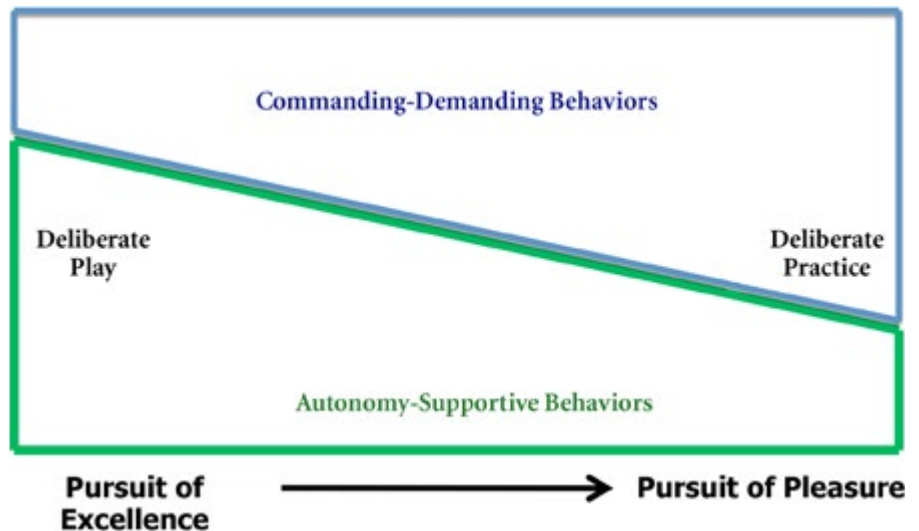 Commanding-Demanding Behaviors
Deliberate
Play
Deliberate
Practice
Autonomy-Supportive Behaviors
Pursuit of
Excellence
Pursuit of Pleasure